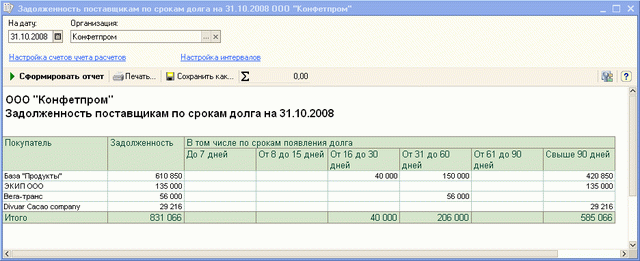 Задолженность поставщикам по срокам долга на 31.10.2008 ООО "Конфетпром"
На дату: Организация:
31.10.2008 Конфетпром ... x
Настройка счетов учета расчетов Настройка интервалов
Сформировать отчет Печать... Сохранить как... Σ 0,00 ?
ООО "Конфетпром"
Задолженность поставщикам по срокам долга на 31.10.2008
Покупатель Задолженность В том числе по срокам появления долга
До 7 дней От 8 до 15 дней От 16 до 30 дней От 31 до 60 дней От 61 до 90 дней Свыше 90 дней
База "Продукты" 610 850 40 000 150 000 420 850
ЭКИП ООО 135 000 135 000
Вега-транс 56 000 56 000
Divuar Cacao company 29 216 29 216
Итого 831 066 40 000 206 000 585 066